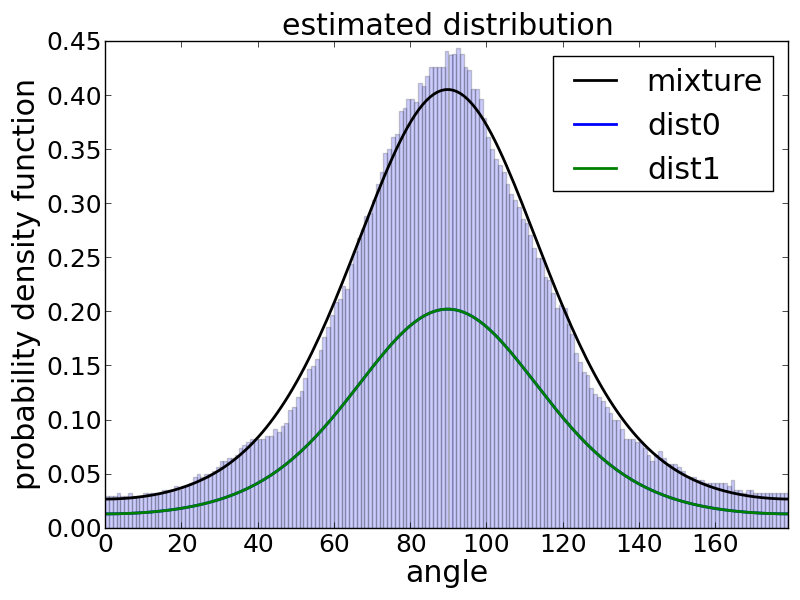 estimated distribution
probability density function
0.45
0.40
0.35
0.30
0.25
0.20
0.15
0.10
0.05
0.00
mixture
dist0
dist1
0 20 40 60 80 100 120 140 160
angle